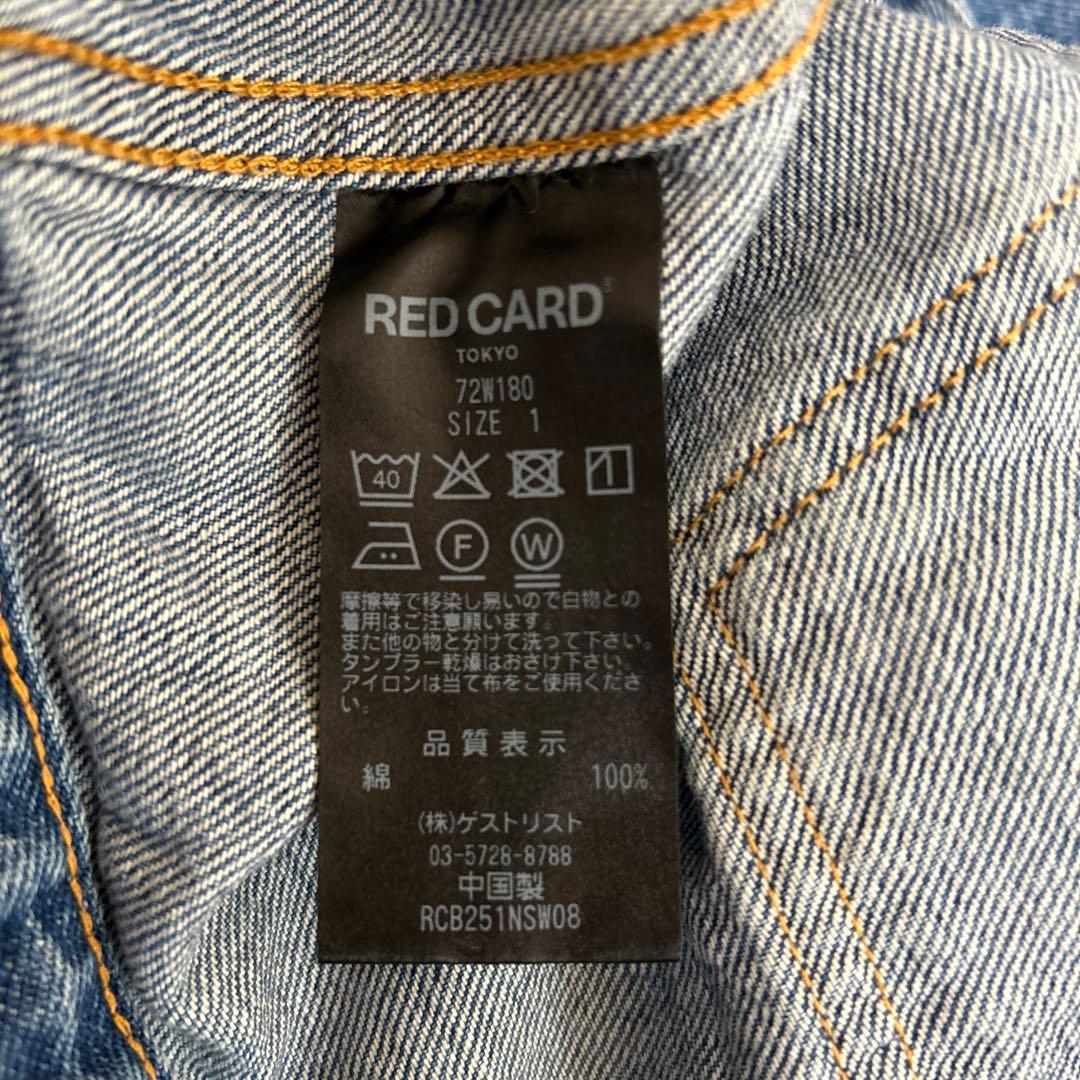 RED CARD®
TOKYO
72W180
SIZE 1
40
F W
摩擦等で移染し易いので白物との
着用はご注意願います。
また他の物と分けて洗って下さい。
タンブラー乾燥はおさけ下さい。
アイロンは当て布をご使用くださ
い。
品質表示
綿 100%
(株)ゲストリスト
03-5728-8788
中国製
RCB251NSW08